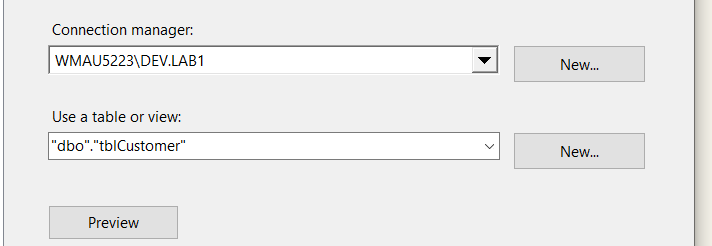 Connection manager:
WMAU5223\DEV.LAB1
New...
Use a table or view:
"dbo"."tblCustomer"
New...
Preview